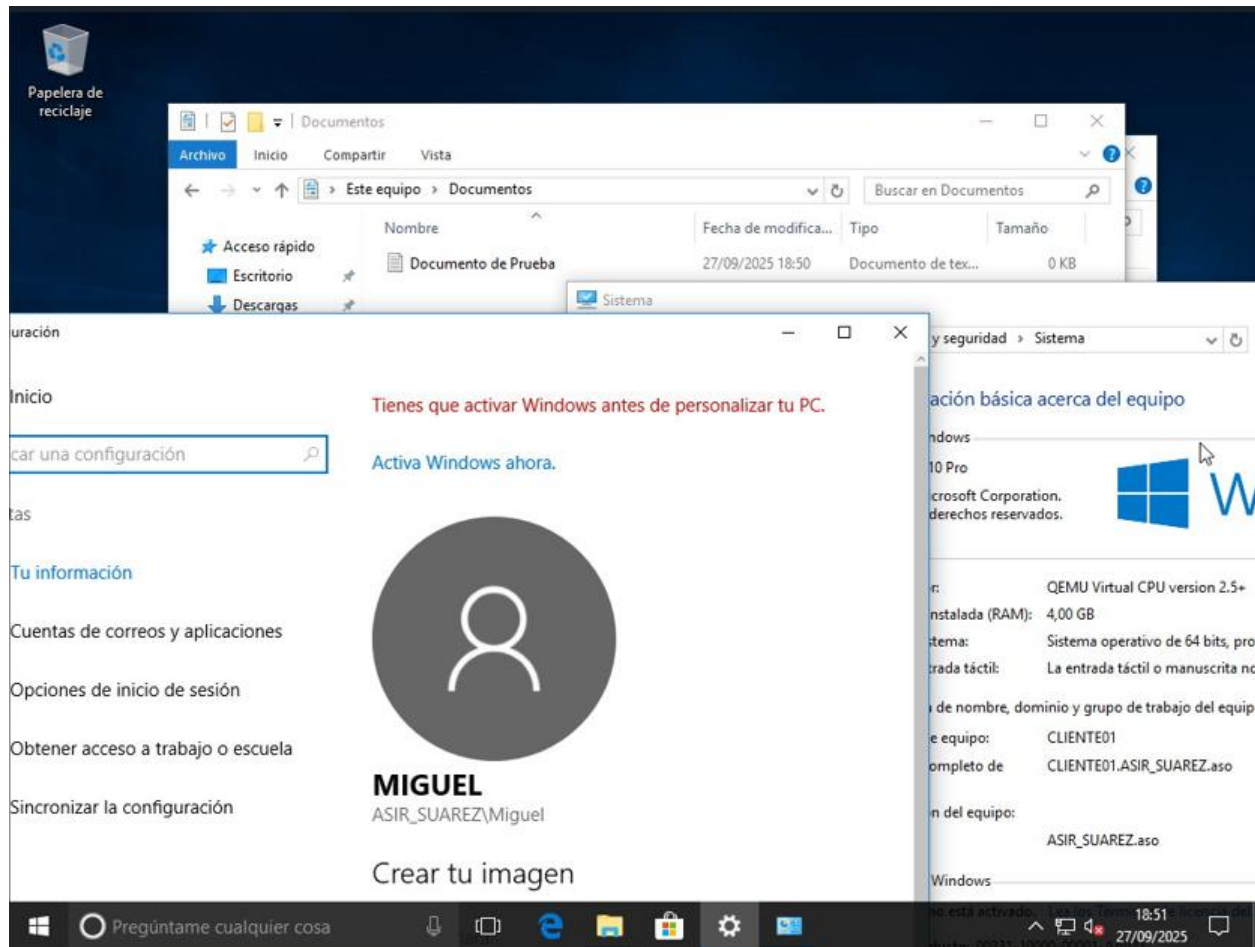 Papelera de
reciclaje
Documentos
Archivo Inicio Compartir Vista
Este equipo > Documentos
Buscar en Documentos
Nombre Fecha de modifica... Tipo Tamaño
Acceso rápido
Escritorio
Descargas
Documento de Prueba 27/09/2025 18:50 Documento de tex... 0 KB
Sistema
y seguridad > Sistema
uración
Inicio
car una configuración
tas
Tu información
Cuentas de correos y aplicaciones
Opciones de inicio de sesión
Obtener acceso a trabajo o escuela
Sincronizar la configuración
Tienes que activar Windows antes de personalizar tu PC.
Activa Windows ahora.
MIGUEL
ASIR_SUAREZ\Miguel
Crear tu imagen
ación básica acerca del equipo
ndows
10 Pro
crosoft Corporation.
derechos reservados.
W
r: QEMU Virtual CPU version 2.5+
nstalada (RAM): 4,00 GB
stema: Sistema operativo de 64 bits, pro
trada táctil: La entrada táctil o manuscrita no
de nombre, dominio y grupo de trabajo del equip
e equipo: CLIENTE01
ompleto de CLIENTE01.ASIR_SUAREZ.aso
n del equipo:
ASIR_SUAREZ.aso
Windows
no está activado.
Pregúntame cualquier cosa
18:51
27/09/2025